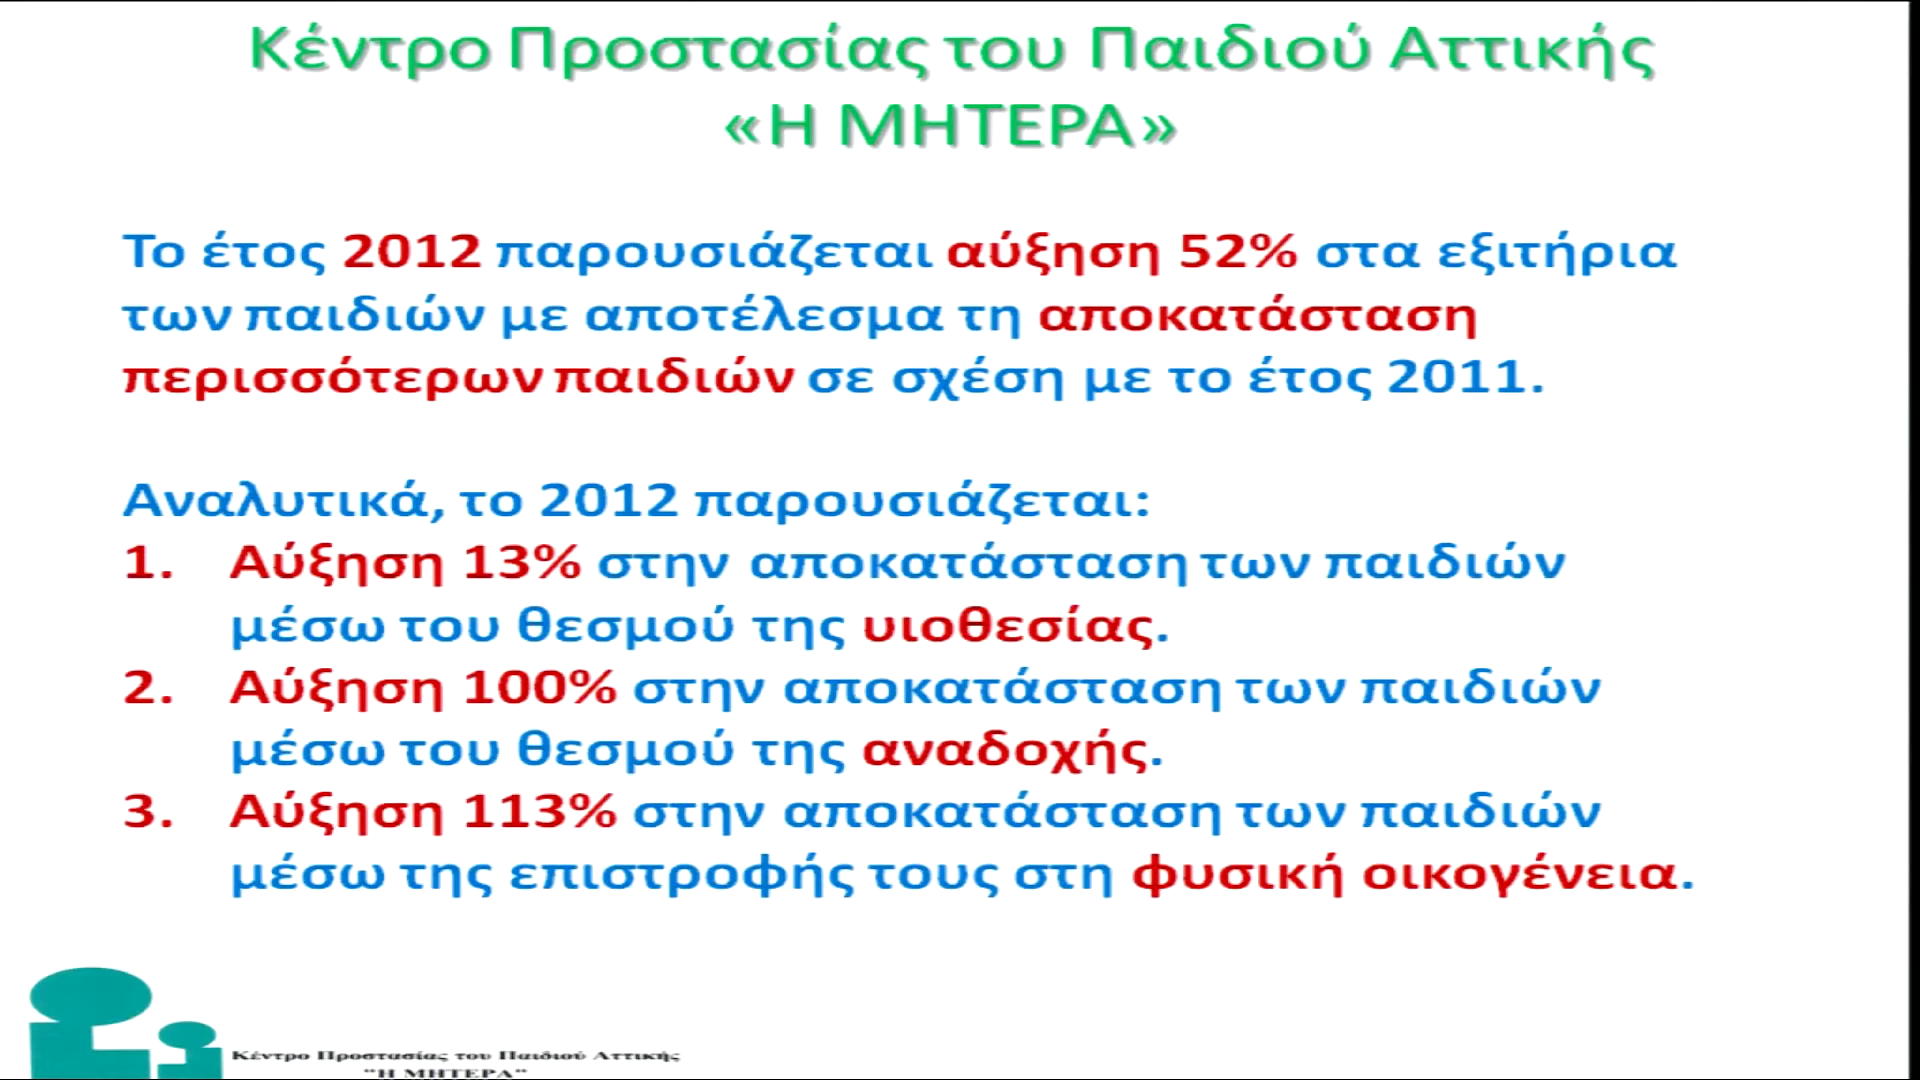 Κέντρο Προστασίας του Παιδιού Αττικής
«Η ΜΗΤΕΡΑ»
Το έτος 2012 παρουσιάζεται αύξηση 52% στα εξιτήρια
των παιδιών με αποτέλεσμα τη αποκατάσταση
περισσότερων παιδιών σε σχέση με το έτος 2011.
Αναλυτικά, το 2012 παρουσιάζεται:
1. Αύξηση 13% στην αποκατάσταση των παιδιών
μέσω του θεσμού της υιοθεσίας.
2. Αύξηση 100% στην αποκατάσταση των παιδιών
μέσω του θεσμού της αναδοχής.
3. Αύξηση 113% στην αποκατάσταση των παιδιών
μέσω της επιστροφής τους στη φυσική οικογένεια.
Κέντρο Προστασίας του Παιδιού Αττικής
"Η ΜΗΤΕΡΑ"